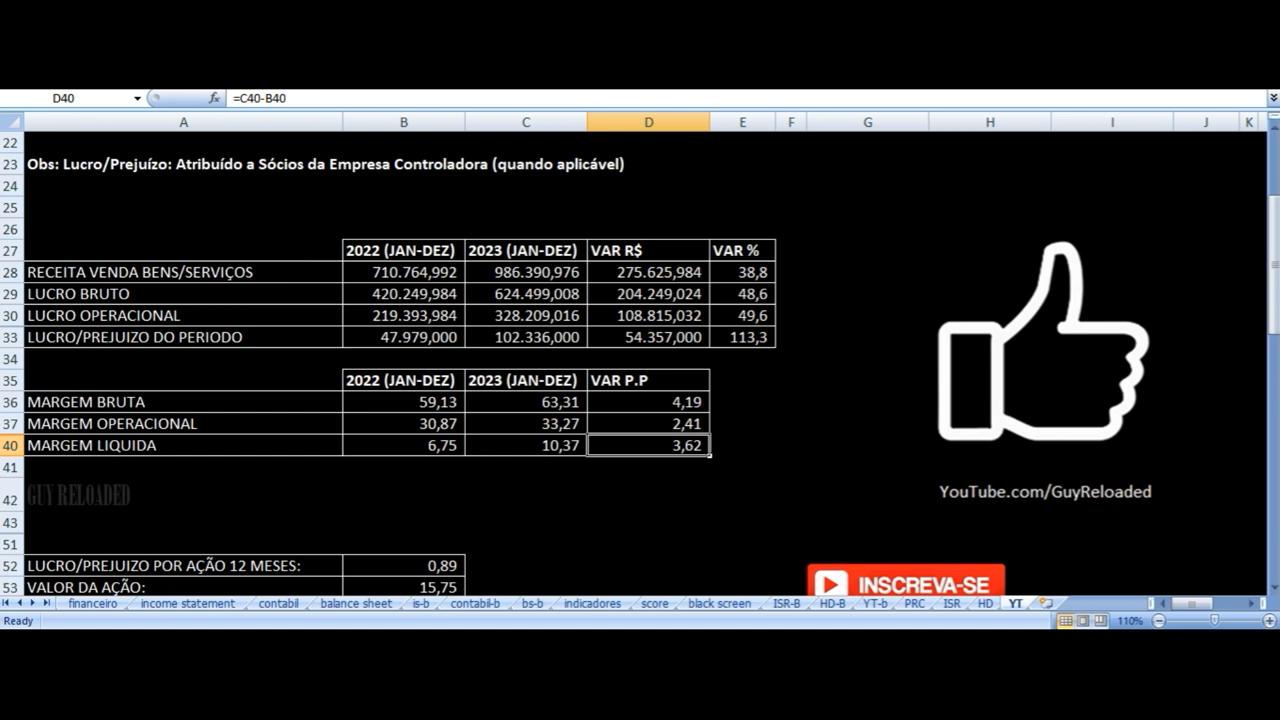 D40 fx =C40-B40
A B C D E F G H I J K
22
23 Obs: Lucro/Prejuízo: Atribuído a Sócios da Empresa Controladora (quando aplicável)
24
25
26
27 2022 (JAN-DEZ) 2023 (JAN-DEZ) VAR R$ VAR %
28 RECEITA VENDA BENS/SERVIÇOS 710.764,992 986.390,976 275.625,984 38,8
29 LUCRO BRUTO 420.249,984 624.499,008 204.249,024 48,6
30 LUCRO OPERACIONAL 219.393,984 328.209,016 108.815,032 49,6
33 LUCRO/PREJUIZO DO PERIODO 47.979,000 102.336,000 54.357,000 113,3
34
35 2022 (JAN-DEZ) 2023 (JAN-DEZ) VAR P.P
36 MARGEM BRUTA 59,13 63,31 4,19
37 MARGEM OPERACIONAL 30,87 33,27 2,41
40 MARGEM LIQUIDA 6,75 10,37 3,62
41
42 GUY RELOADED YouTube.com/GuyReloaded
43
51
52 LUCRO/PREJUIZO POR AÇÃO 12 MESES: 0,89
53 VALOR DA AÇÃO: 15,75 INSCREVA-SE
financeiro income statement contabil balance sheet is-b contabil-b bs-b indicadores score black screen ISR-B HD-B YT-b PRC ISR HD YT
Ready 110%